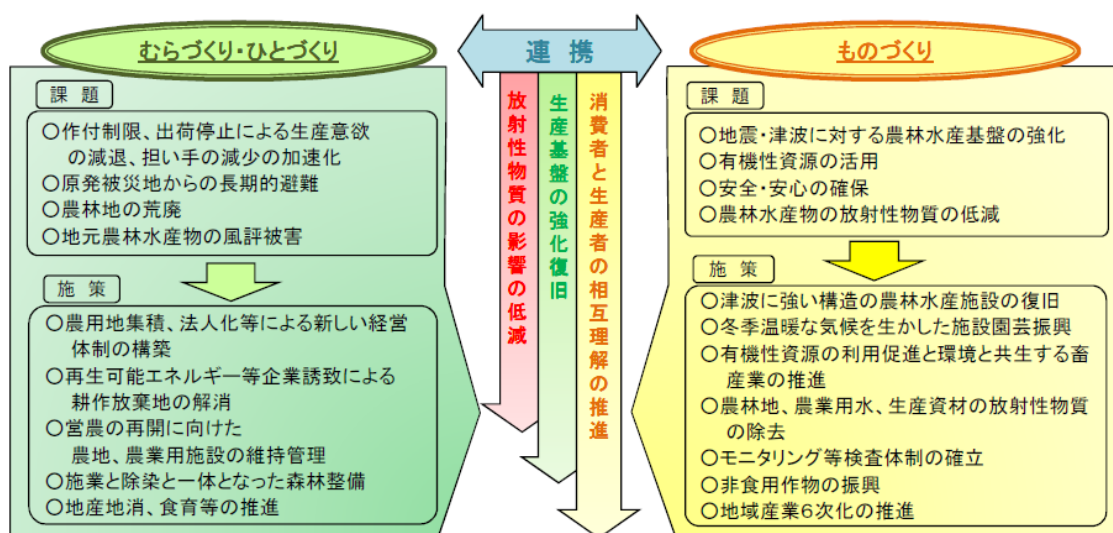 むらづくり・ひとづくり
課題
○作付制限、出荷停止による生産意欲
の減退、担い手の減少の加速化
○原発被災地からの長期的避難
○農林地の荒廃
○地元農林水産物の風評被害
施策
○農用地集積、法人化等による新しい経営
体制の構築
○再生可能エネルギー等企業誘致による
耕作放棄地の解消
○営農の再開に向けた
農地、農業用施設の維持管理
○施業と除染と一体となった森林整備
○地産地消、食育等の推進
連携
放射性物質の影響の低減
生産基盤の強化復旧
消費者と生産者の相互理解の推進
ものづくり
課題
○地震・津波に対する農林水産基盤の強化
○有機性資源の活用
○安全・安心の確保
○農林水産物の放射性物質の低減
施策
○津波に強い構造の農林水産施設の復旧
○冬季温暖な気候を生かした施設園芸振興
○有機性資源の利用促進と環境と共生する畜
産業の推進
○農林地、農業用水、生産資材の放射性物質
の除去
○モニタリング等検査体制の確立
○非食用作物の振興
○地域産業6次化の推進